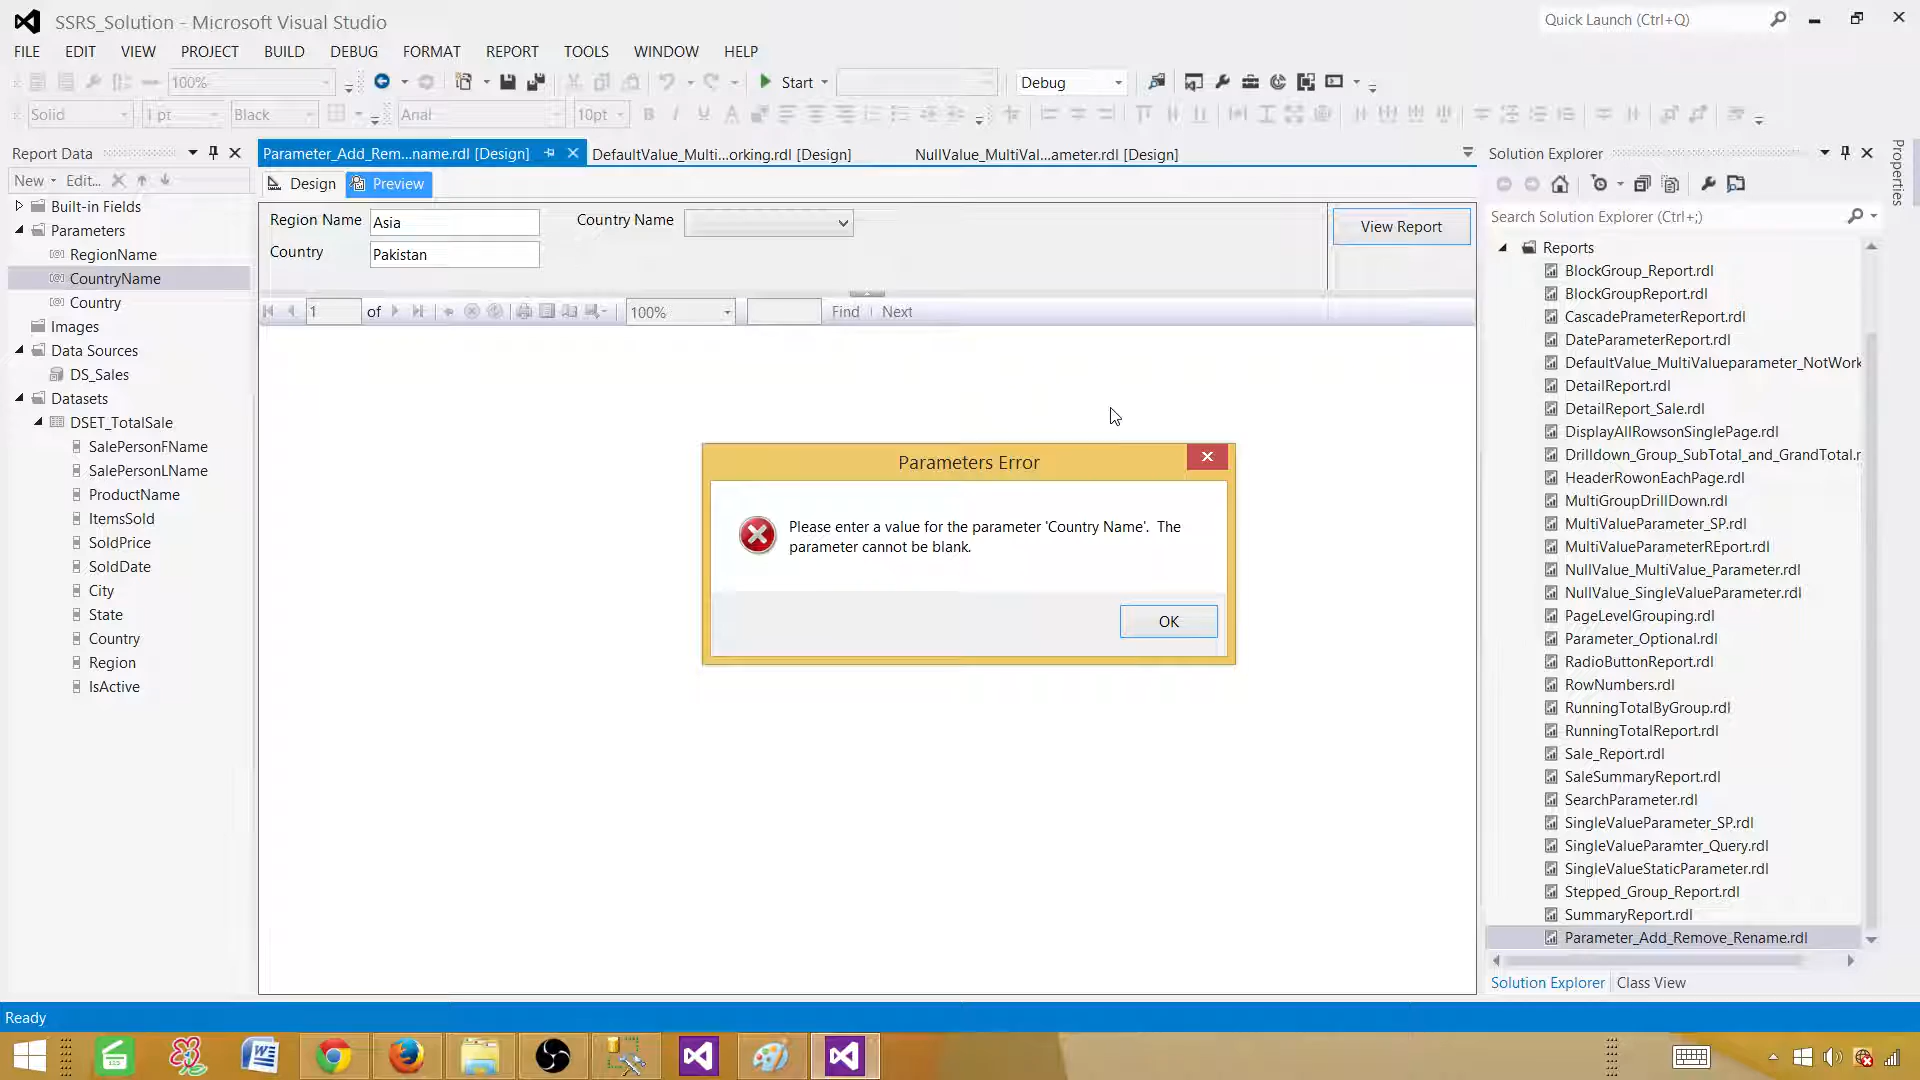 SSRS_Solution - Microsoft Visual Studio
Quick Launch (Ctrl+Q)
FILE EDIT VIEW PROJECT BUILD DEBUG FORMAT REPORT TOOLS WINDOW HELP
100%
Start
Debug
Solid 1 pt Black Arial 10pt B I U A
Report Data
Parameter_Add_Rem...name.rdl [Design]
DefaultValue_Multi...orking.rdl [Design]
NullValue_MultiVal...ameter.rdl [Design]
Solution Explorer
Properties
New Edit...
Design Preview
Built-in Fields
Parameters
RegionName
CountryName
Country
Images
Data Sources
DS_Sales
Datasets
DSET_TotalSale
SalePersonFName
SalePersonLName
ProductName
ItemsSold
SoldPrice
SoldDate
City
State
Country
Region
IsActive
Region Name Asia Country Name
View Report
Country Pakistan
1 of 100% Find Next
Parameters Error
Please enter a value for the parameter 'Country Name'. The
parameter cannot be blank.
OK
Search Solution Explorer (Ctrl+;)
Reports
BlockGroup_Report.rdl
BlockGroupReport.rdl
CascadePrameterReport.rdl
DateParameterReport.rdl
DefaultValue_MultiValueparameter_NotWork
DetailReport.rdl
DetailReport_Sale.rdl
DisplayAllRowsonSinglePage.rdl
Drilldown_Group_SubTotal_and_GrandTotal.r
HeaderRowonEachPage.rdl
MultiGroupDrillDown.rdl
MultiValueParameter_SP.rdl
MultiValueParameterREport.rdl
NullValue_MultiValue_Parameter.rdl
NullValue_SingleValueParameter.rdl
PageLevelGrouping.rdl
Parameter_Optional.rdl
RadioButtonReport.rdl
RowNumbers.rdl
RunningTotalByGroup.rdl
RunningTotalReport.rdl
Sale_Report.rdl
SaleSummaryReport.rdl
SearchParameter.rdl
SingleValueParameter_SP.rdl
SingleValueParamter_Query.rdl
SingleValueStaticParameter.rdl
Stepped_Group_Report.rdl
SummaryReport.rdl
Parameter_Add_Remove_Rename.rdl
Solution Explorer Class View
Ready